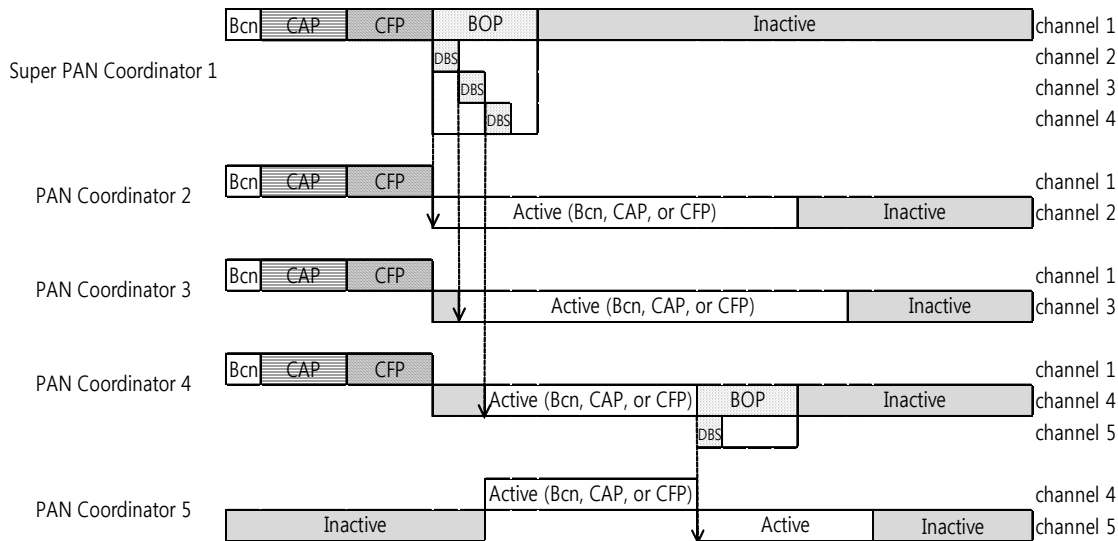 Bcn CAP CFP BOP Inactive channel 1
DBS channel 2
Super PAN Coordinator 1
DBS channel 3
DBS channel 4
Bcn CAP CFP channel 1
PAN Coordinator 2
Active (Bcn, CAP, or CFP) Inactive channel 2
Bcn CAP CFP channel 1
PAN Coordinator 3
Active (Bcn, CAP, or CFP) Inactive channel 3
Bcn CAP CFP channel 1
PAN Coordinator 4
Active (Bcn, CAP, or CFP) BOP Inactive channel 4
DBS channel 5
Active (Bcn, CAP, or CFP) channel 4
PAN Coordinator 5
Inactive Active Inactive channel 5